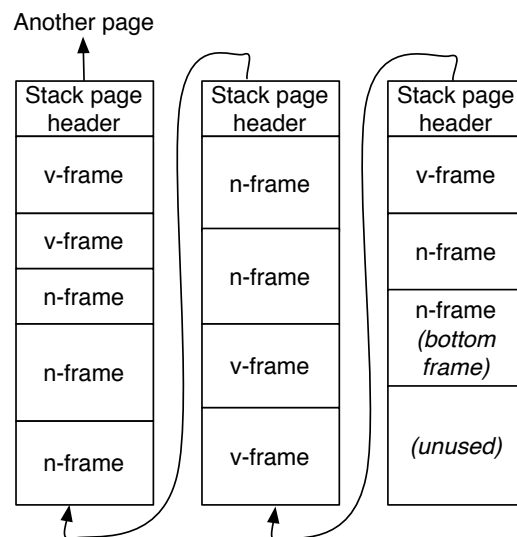 Another page
Stack page
header
v-frame
v-frame
n-frame
n-frame
n-frame
Stack page
header
n-frame
n-frame
v-frame
v-frame
Stack page
header
v-frame
n-frame
n-frame
(bottom
frame)
(unused)